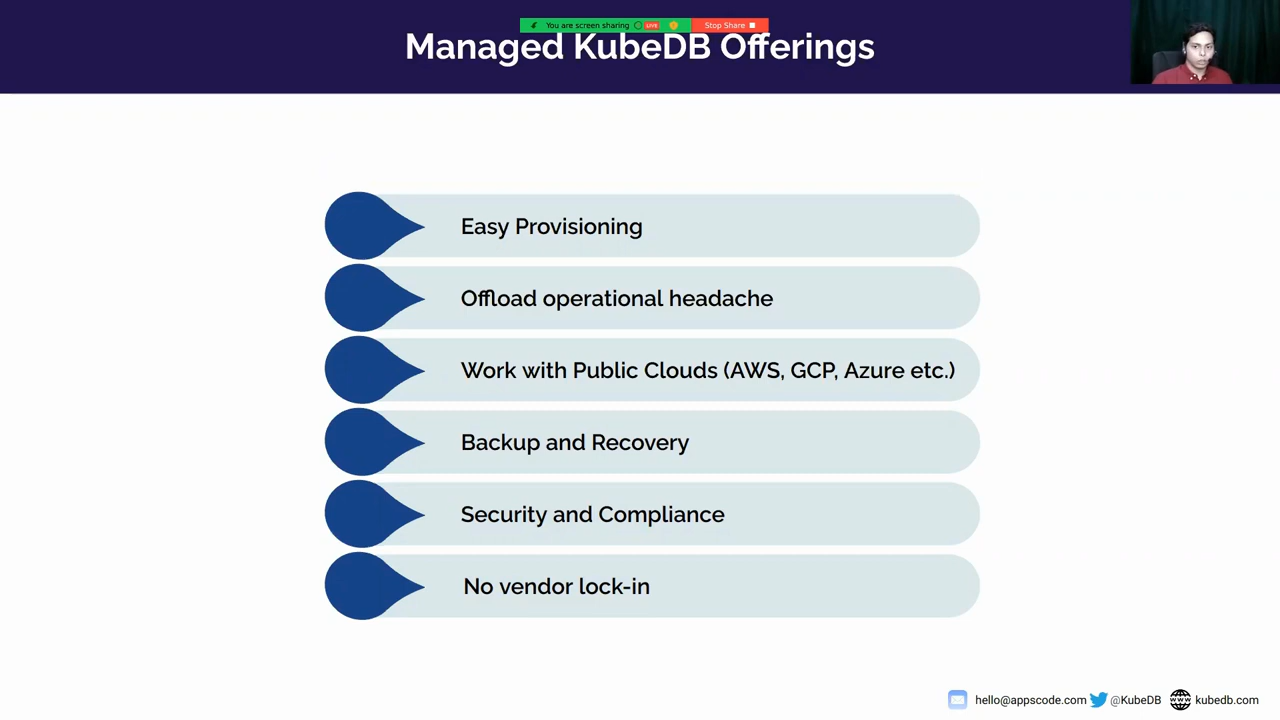 You are screen sharing LIVE Stop Share
Managed KubeDB Offerings
Easy Provisioning
Offload operational headache
Work with Public Clouds (AWS, GCP, Azure etc.)
Backup and Recovery
Security and Compliance
No vendor lock-in
hello@appscode.com @KubeDB kubedb.com